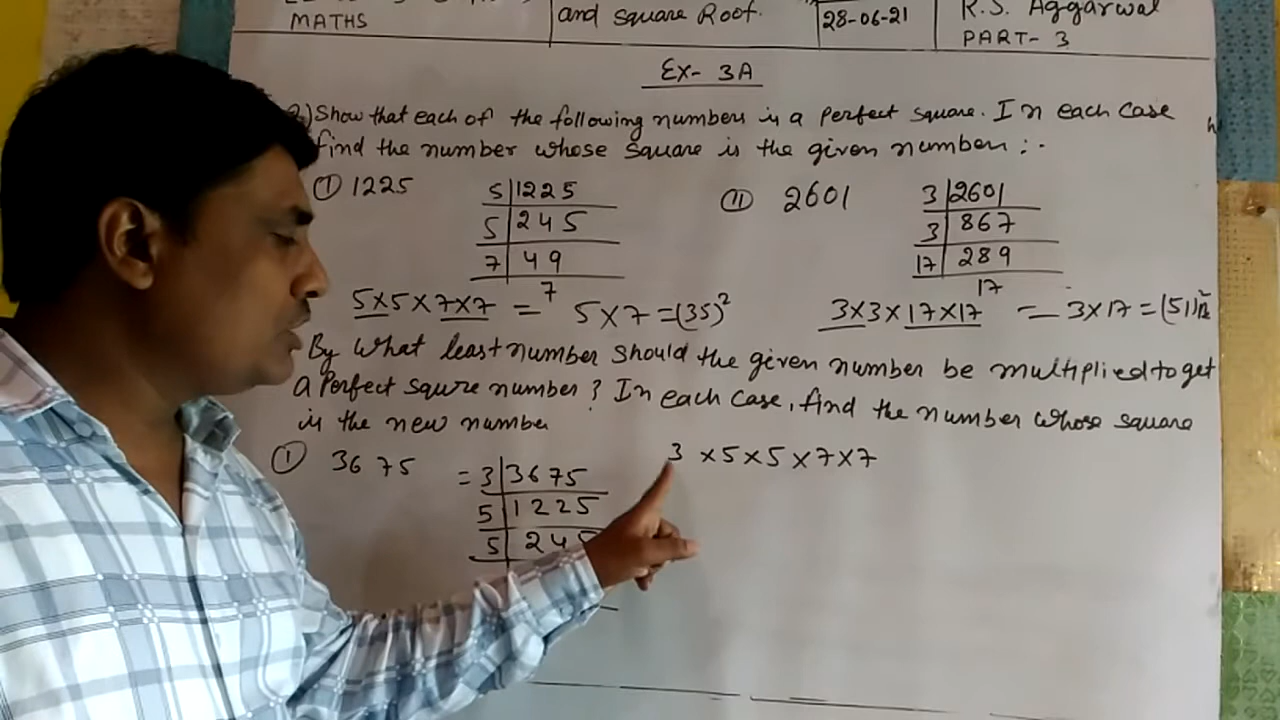 MATHS
and square Root.
28-06-21
R.S. Aggarwal
PART- 3
Ex- 3A
Show that each of the following numbers is a Perfect square. In each case
find the number whose square is the given number :-
① 1225
5|1225
5|245
7|49
7
② 2601
3|2601
3|867
17|289
17
5×5×7×7 = 5×7=(35)²
3×3×17×17 = 3×17=(51)²
By What least number should the given number be multiplied to get
a Perfect squre number? In each case, find the number whose square
is the new number
① 3675
= 3|3675
5|1225
5|245
3×5×5×7×7